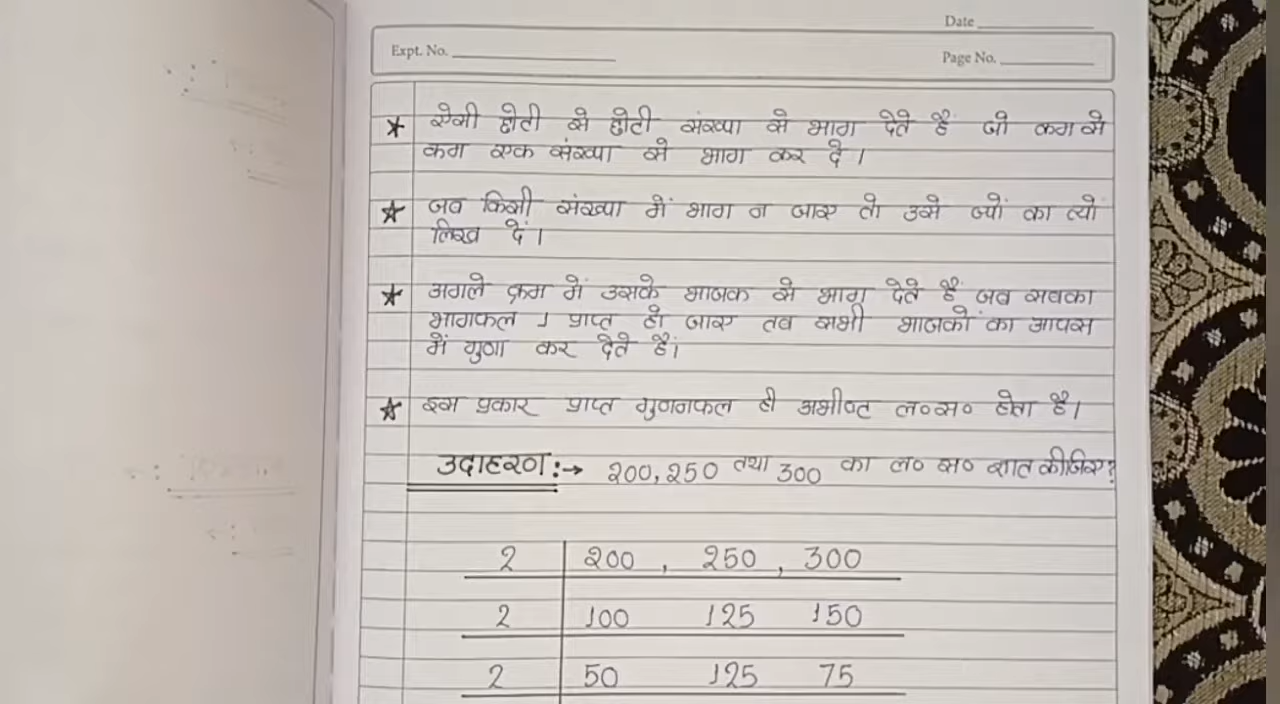 Date
Expt. No.
Page No.
★ ऐसी छोटी से छोटी संख्या से भाग देते हैं जो कम से
कम एक संख्या से भाग कर दे।
★ जब किसी संख्या में भाग न जाए तो उसे ज्यों का त्यों
लिख दें।
★ अगले क्रम में उसके भाजक से भाग देते हैं जब सबका
भागफल 1 प्राप्त हो जाए तब सभी भाजकों का आपस
में गुणा कर देते हैं।
★ इस प्रकार प्राप्त गुणनफल ही अभीष्ट ल०स० होता है।
उदाहरण :→ 200, 250 तथा 300 का ल० स० ज्ञात कीजिए?
2 200 , 250 , 300
2 100 125 150
2 50 125 75